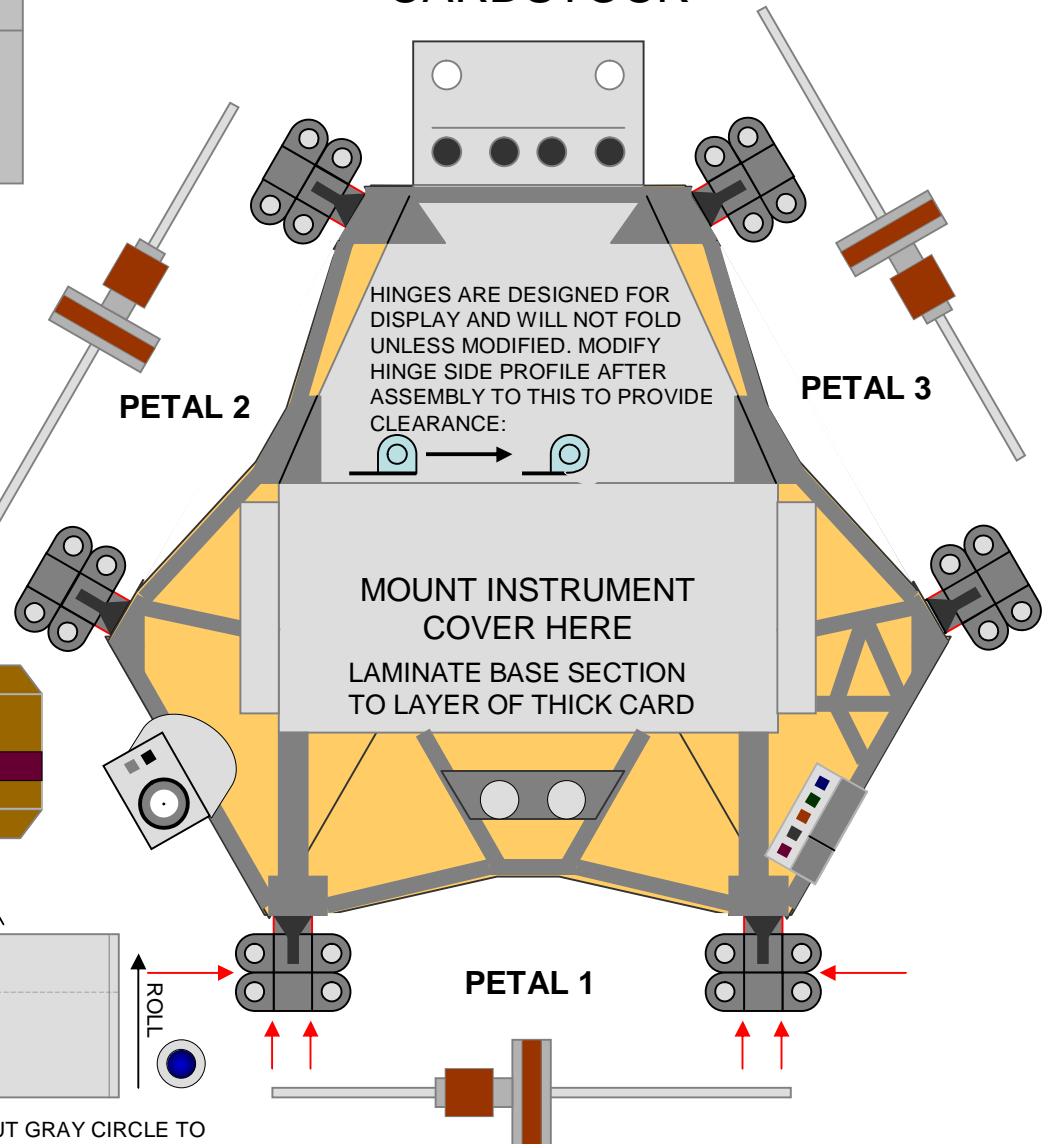 HINGES ARE DESIGNED FOR
DISPLAY AND WILL NOT FOLD
UNLESS MODIFIED. MODIFY
HINGE SIDE PROFILE AFTER
ASSEMBLY TO THIS TO PROVIDE
CLEARANCE:
PETAL 2
PETAL 3
MOUNT INSTRUMENT
COVER HERE
LAMINATE BASE SECTION
TO LAYER OF THICK CARD
PETAL 1
ROLL
GRAY CIRCLE TO